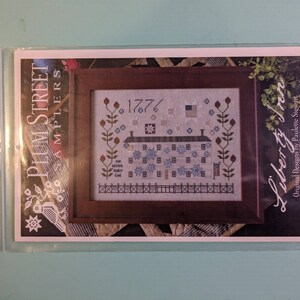 PLUM STREET
SAMPLERS
1776
Liberty Inn
Original Design by Paulette Stewart